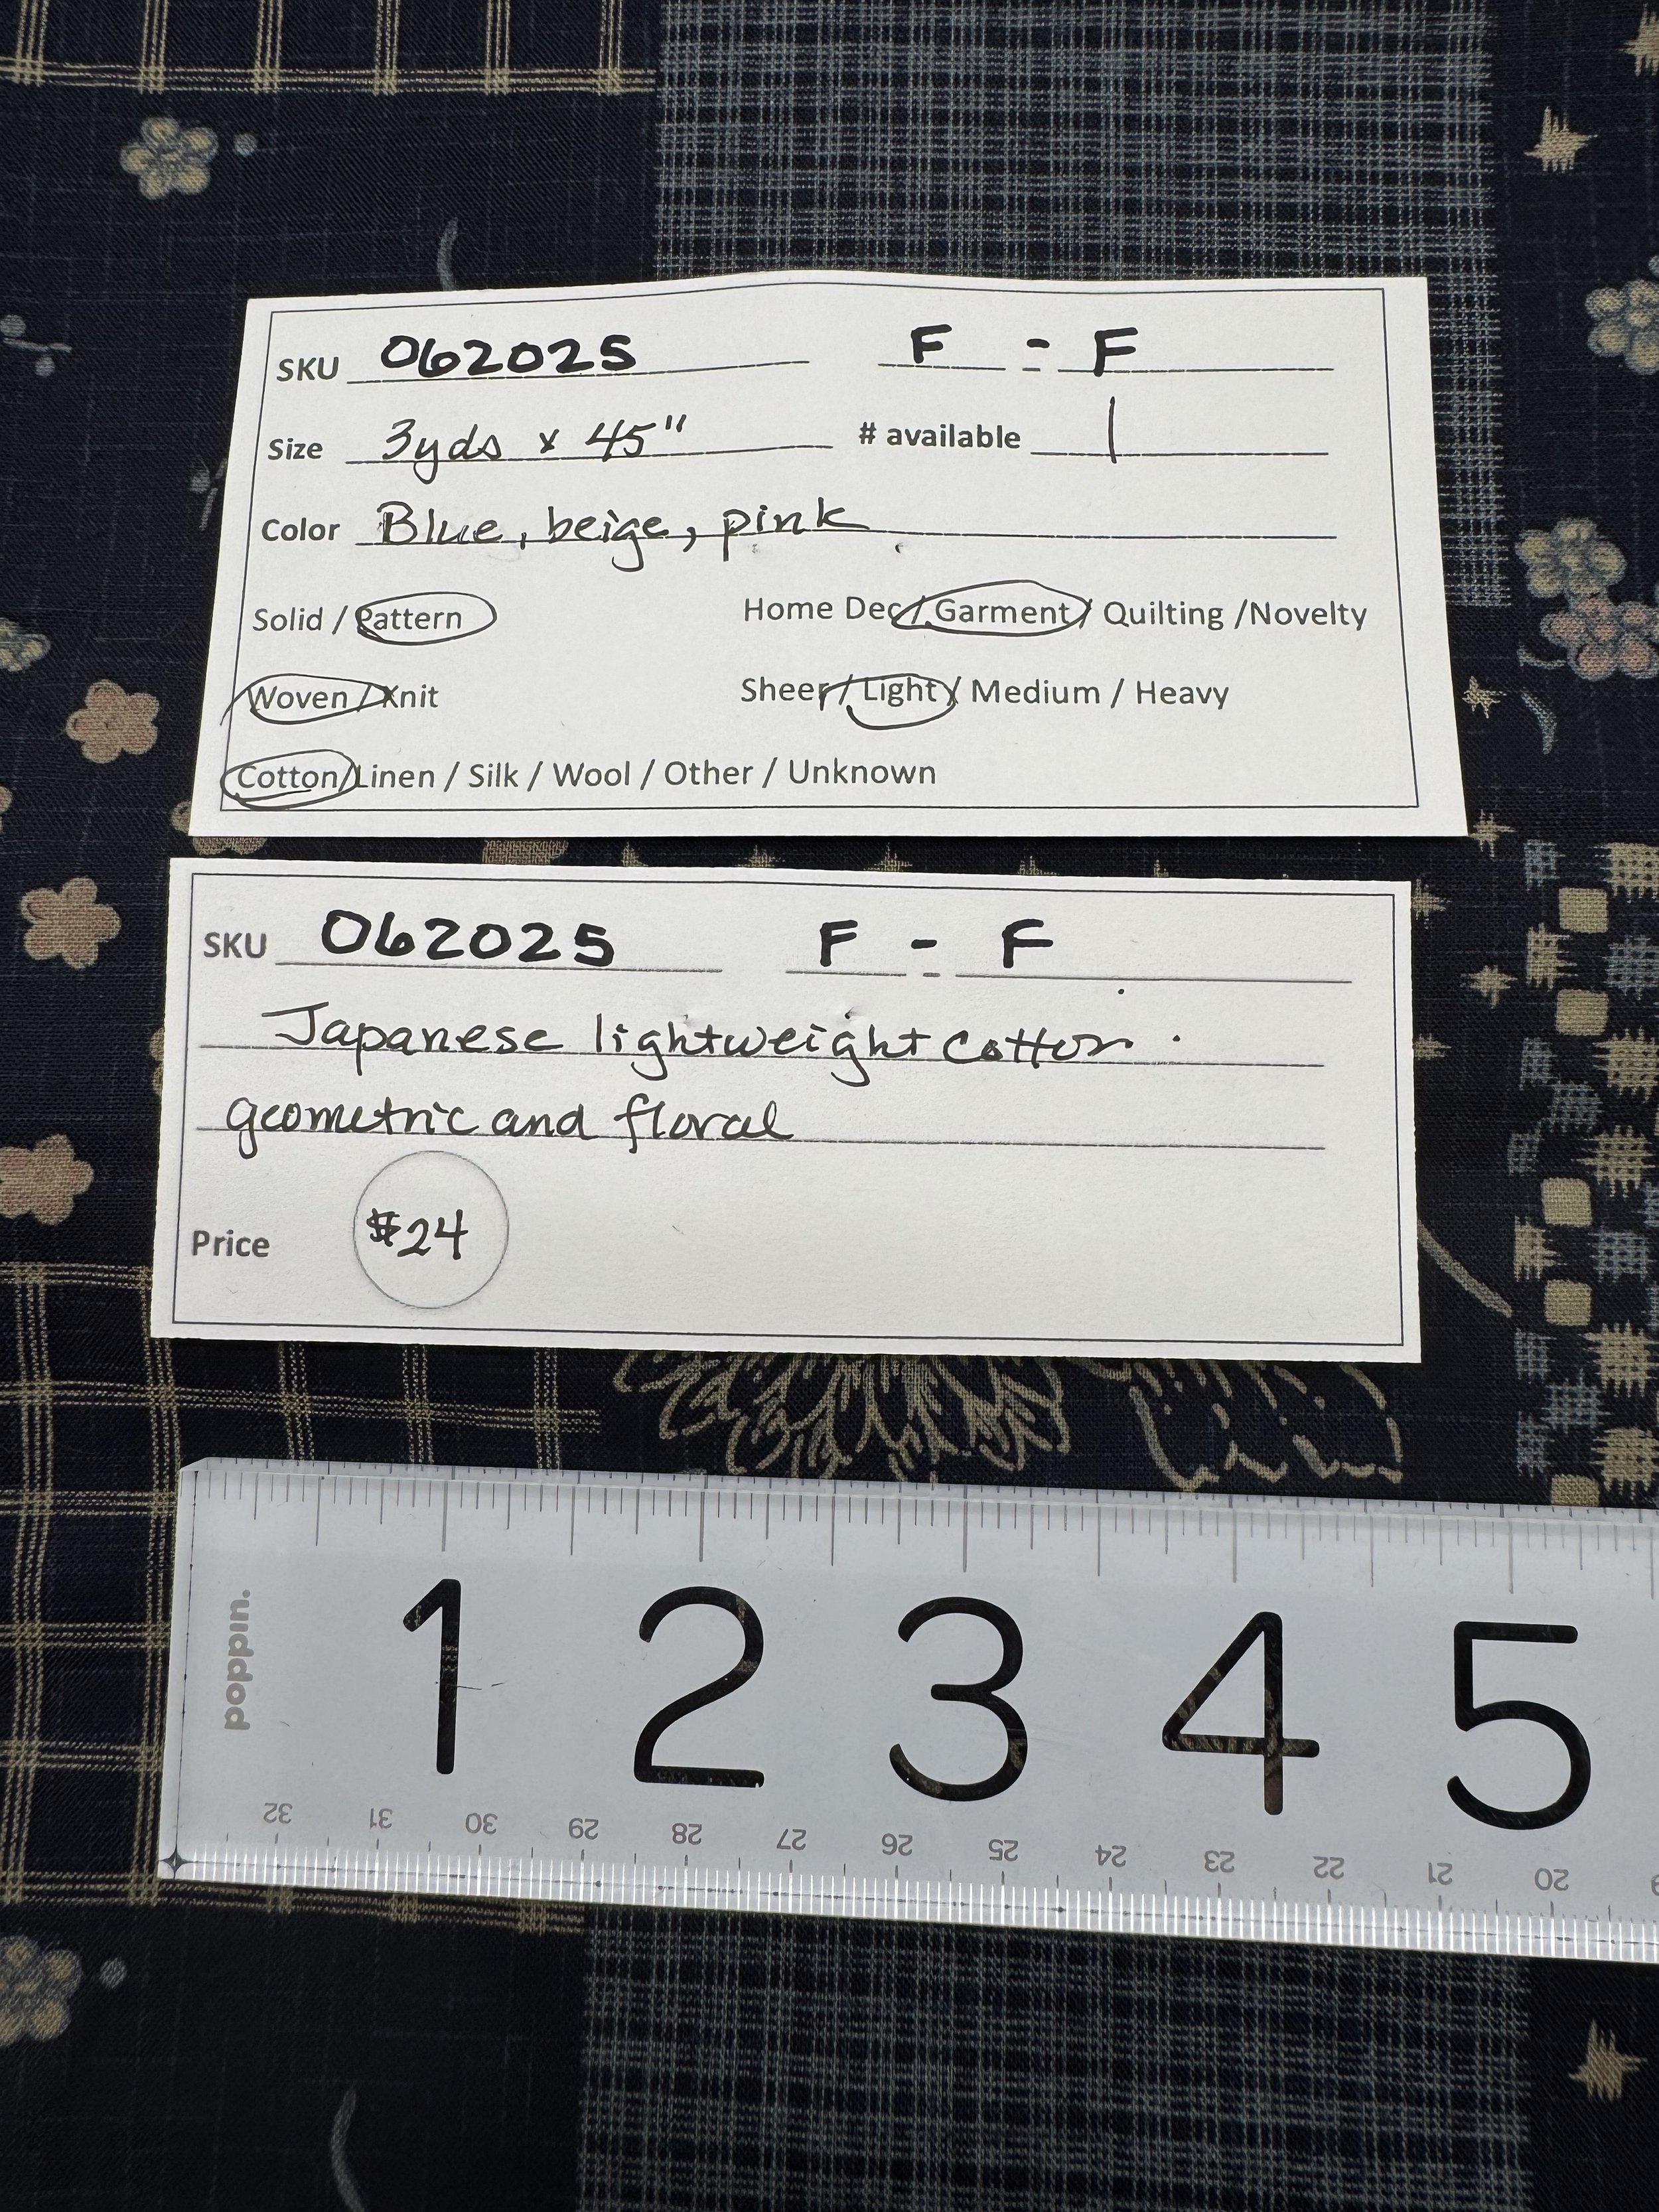 SKU 062025 F - F
Size 3yds x 45" # available 1
Color Blue, beige, pink
Solid / Pattern Home Dec / Garment / Quilting /Novelty
Woven / Knit Sheer / Light / Medium / Heavy
Cotton/Linen / Silk / Wool / Other / Unknown
SKU 062025 F - F
Japanese lightweight cotton
geometric and floral
Price $24
poppin.
1 2 3 4 5
32 31 30 29 28 27 26 25 24 23 22 21 20